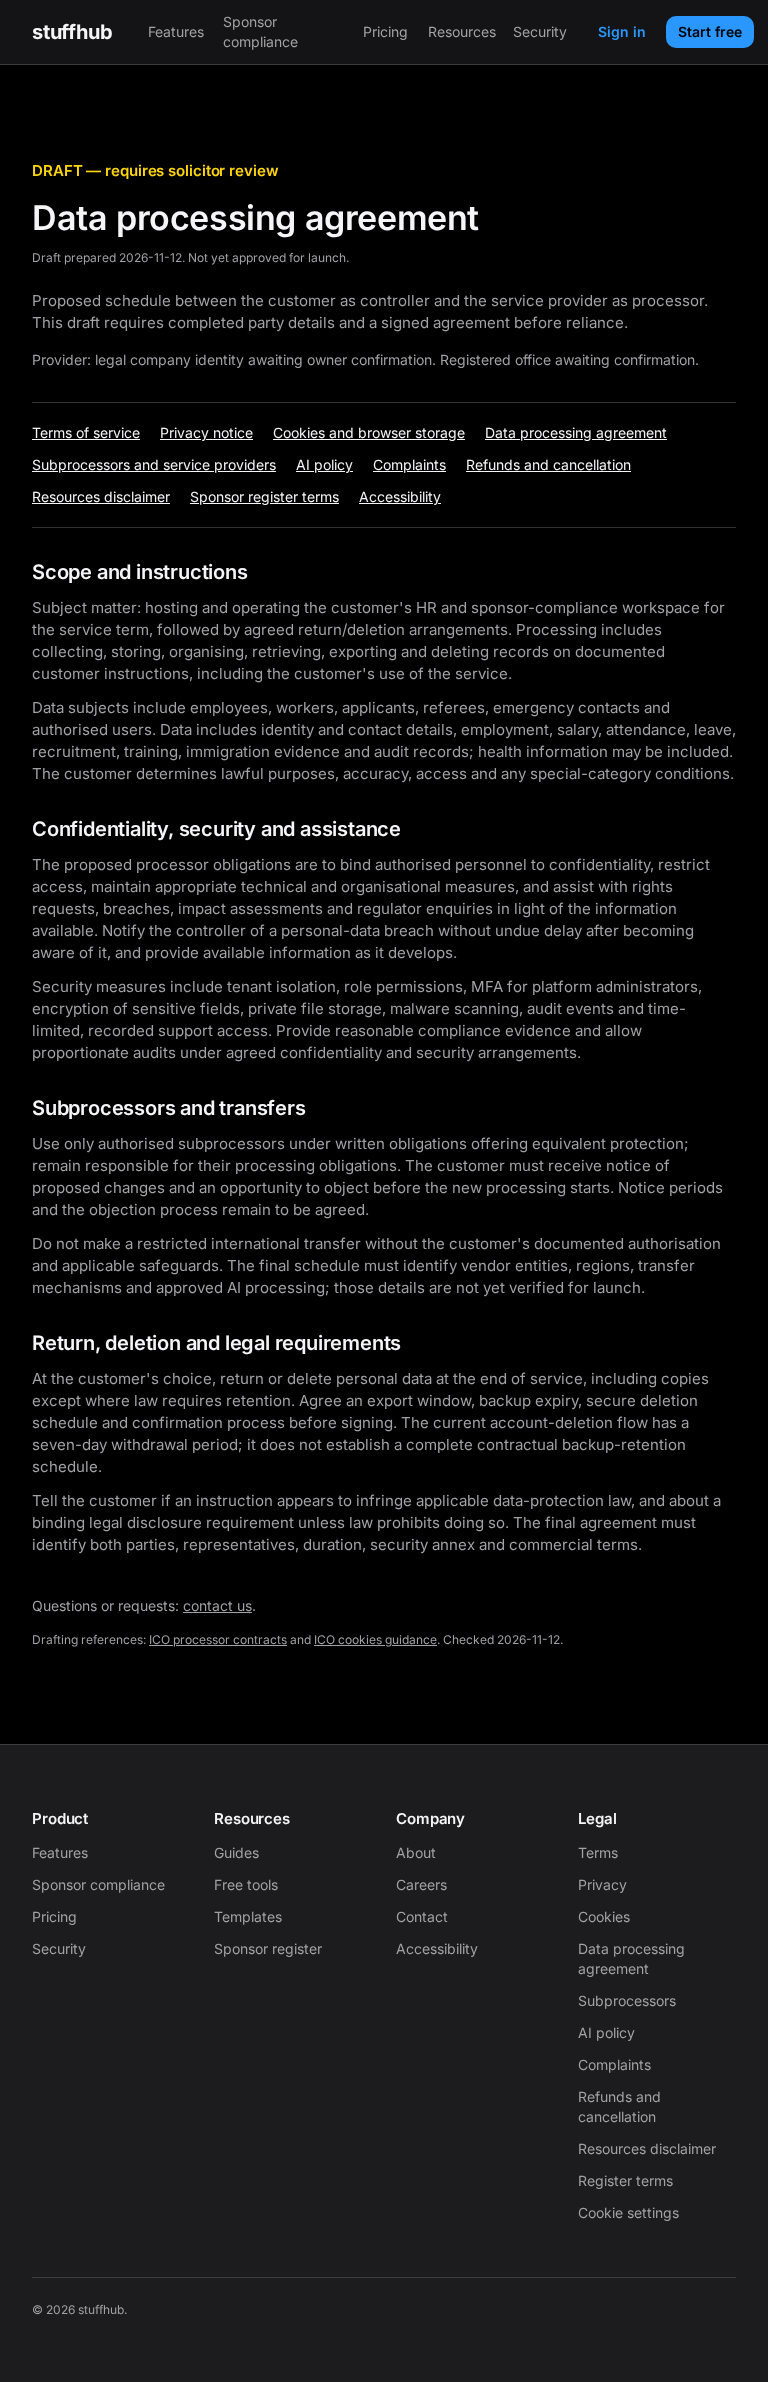 stuffhub
Features
Sponsor
compliance
Pricing
Resources
Security
Sign in
Start free
DRAFT — requires solicitor review
Data processing agreement
Draft prepared 2026-11-12. Not yet approved for launch.
Proposed schedule between the customer as controller and the service provider as processor.
This draft requires completed party details and a signed agreement before reliance.
Provider: legal company identity awaiting owner confirmation. Registered office awaiting confirmation.
Terms of service Privacy notice Cookies and browser storage Data processing agreement
Subprocessors and service providers AI policy Complaints Refunds and cancellation
Resources disclaimer Sponsor register terms Accessibility
Scope and instructions
Subject matter: hosting and operating the customer's HR and sponsor-compliance workspace for
the service term, followed by agreed return/deletion arrangements. Processing includes
collecting, storing, organising, retrieving, exporting and deleting records on documented
customer instructions, including the customer's use of the service.
Data subjects include employees, workers, applicants, referees, emergency contacts and
authorised users. Data includes identity and contact details, employment, salary, attendance, leave,
recruitment, training, immigration evidence and audit records; health information may be included.
The customer determines lawful purposes, accuracy, access and any special-category conditions.
Confidentiality, security and assistance
The proposed processor obligations are to bind authorised personnel to confidentiality, restrict
access, maintain appropriate technical and organisational measures, and assist with rights
requests, breaches, impact assessments and regulator enquiries in light of the information
available. Notify the controller of a personal-data breach without undue delay after becoming
aware of it, and provide available information as it develops.
Security measures include tenant isolation, role permissions, MFA for platform administrators,
encryption of sensitive fields, private file storage, malware scanning, audit events and time-
limited, recorded support access. Provide reasonable compliance evidence and allow
proportionate audits under agreed confidentiality and security arrangements.
Subprocessors and transfers
Use only authorised subprocessors under written obligations offering equivalent protection;
remain responsible for their processing obligations. The customer must receive notice of
proposed changes and an opportunity to object before the new processing starts. Notice periods
and the objection process remain to be agreed.
Do not make a restricted international transfer without the customer's documented authorisation
and applicable safeguards. The final schedule must identify vendor entities, regions, transfer
mechanisms and approved AI processing; those details are not yet verified for launch.
Return, deletion and legal requirements
At the customer's choice, return or delete personal data at the end of service, including copies
except where law requires retention. Agree an export window, backup expiry, secure deletion
schedule and confirmation process before signing. The current account-deletion flow has a
seven-day withdrawal period; it does not establish a complete contractual backup-retention
schedule.
Tell the customer if an instruction appears to infringe applicable data-protection law, and about a
binding legal disclosure requirement unless law prohibits doing so. The final agreement must
identify both parties, representatives, duration, security annex and commercial terms.
Questions or requests: contact us.
Drafting references: ICO processor contracts and ICO cookies guidance. Checked 2026-11-12.
Product
Features
Sponsor compliance
Pricing
Security
Resources
Guides
Free tools
Templates
Sponsor register
Company
About
Careers
Contact
Accessibility
Legal
Terms
Privacy
Cookies
Data processing
agreement
Subprocessors
AI policy
Complaints
Refunds and
cancellation
Resources disclaimer
Register terms
Cookie settings
© 2026 stuffhub.